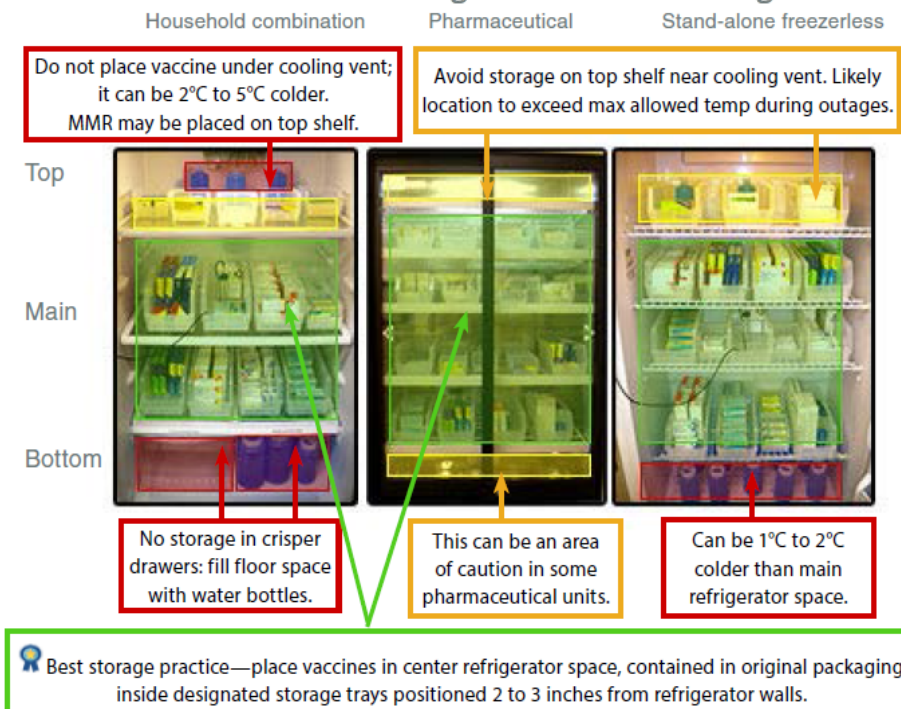 Household combination
Pharmaceutical
Stand-alone freezerless
Do not place vaccine under cooling vent;
it can be 2°C to 5°C colder.
MMR may be placed on top shelf.
Avoid storage on top shelf near cooling vent. Likely
location to exceed max allowed temp during outages.
Top
Main
Bottom
No storage in crisper
drawers: fill floor space
with water bottles.
This can be an area
of caution in some
pharmaceutical units.
Can be 1°C to 2°C
colder than main
refrigerator space.
Best storage practice—place vaccines in center refrigerator space, contained in original packaging
inside designated storage trays positioned 2 to 3 inches from refrigerator walls.